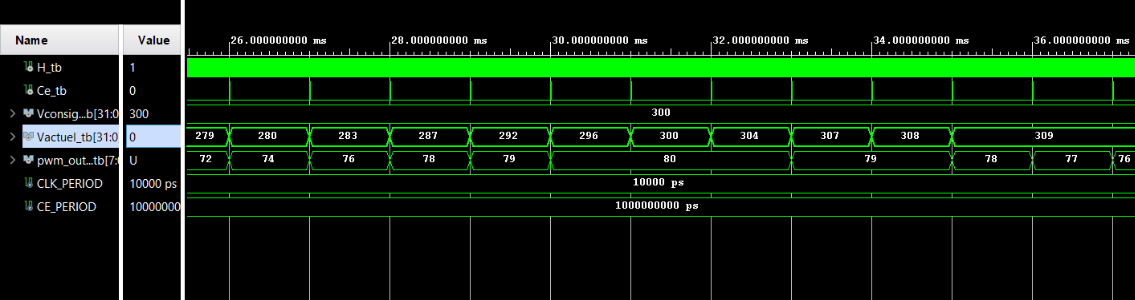 26.000000000 ms 28.000000000 ms 30.000000000 ms 32.000000000 ms 34.000000000 ms 36.000000000 ms
Name Value
H_tb 1
Ce_tb 0
Vconsig...b[31:0 300 300
Vactuel_tb[31:0] 0 279 280 283 287 292 296 300 304 307 308 309
pwm_out...tb[7:0 U 72 74 76 78 79 80 79 78 77 76
CLK_PERIOD 10000 ps 10000 ps
CE_PERIOD 10000000 1000000000 ps